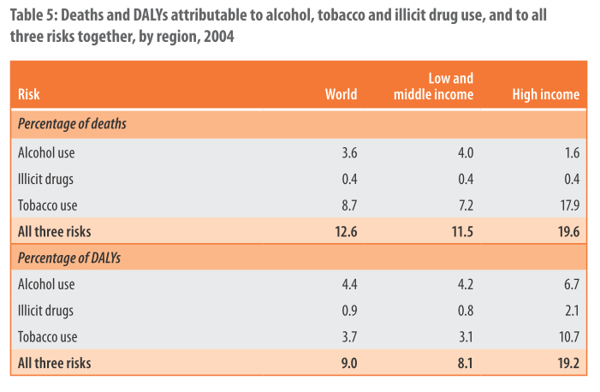 Table 5: Deaths and DALYs attributable to alcohol, tobacco and illicit drug use, and to all
three risks together, by region, 2004
Risk World Low and middle income High income
Percentage of deaths
Alcohol use 3.6 4.0 1.6
Illicit drugs 0.4 0.4 0.4
Tobacco use 8.7 7.2 17.9
All three risks 12.6 11.5 19.6
Percentage of DALYs
Alcohol use 4.4 4.2 6.7
Illicit drugs 0.9 0.8 2.1
Tobacco use 3.7 3.1 10.7
All three risks 9.0 8.1 19.2